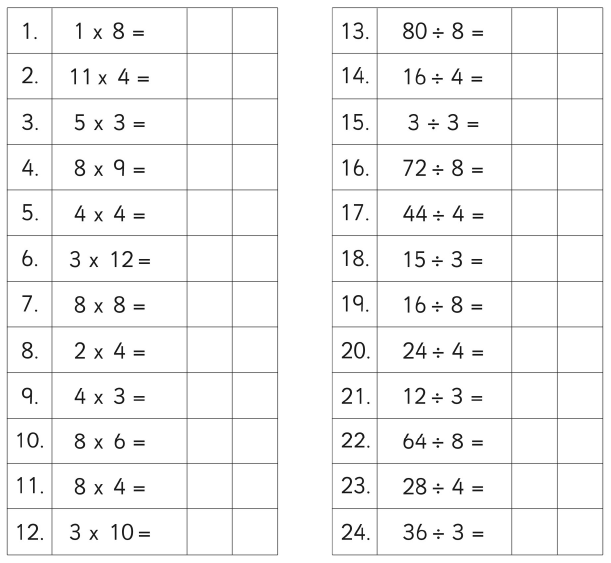 1. 1 x 8 =
2. 11 x 4 =
3. 5 x 3 =
4. 8 x 9 =
5. 4 x 4 =
6. 3 x 12 =
7. 8 x 8 =
8. 2 x 4 =
9. 4 x 3 =
10. 8 x 6 =
11. 8 x 4 =
12. 3 x 10 =
13. 80 ÷ 8 =
14. 16 ÷ 4 =
15. 3 ÷ 3 =
16. 72 ÷ 8 =
17. 44 ÷ 4 =
18. 15 ÷ 3 =
19. 16 ÷ 8 =
20. 24 ÷ 4 =
21. 12 ÷ 3 =
22. 64 ÷ 8 =
23. 28 ÷ 4 =
24. 36 ÷ 3 =